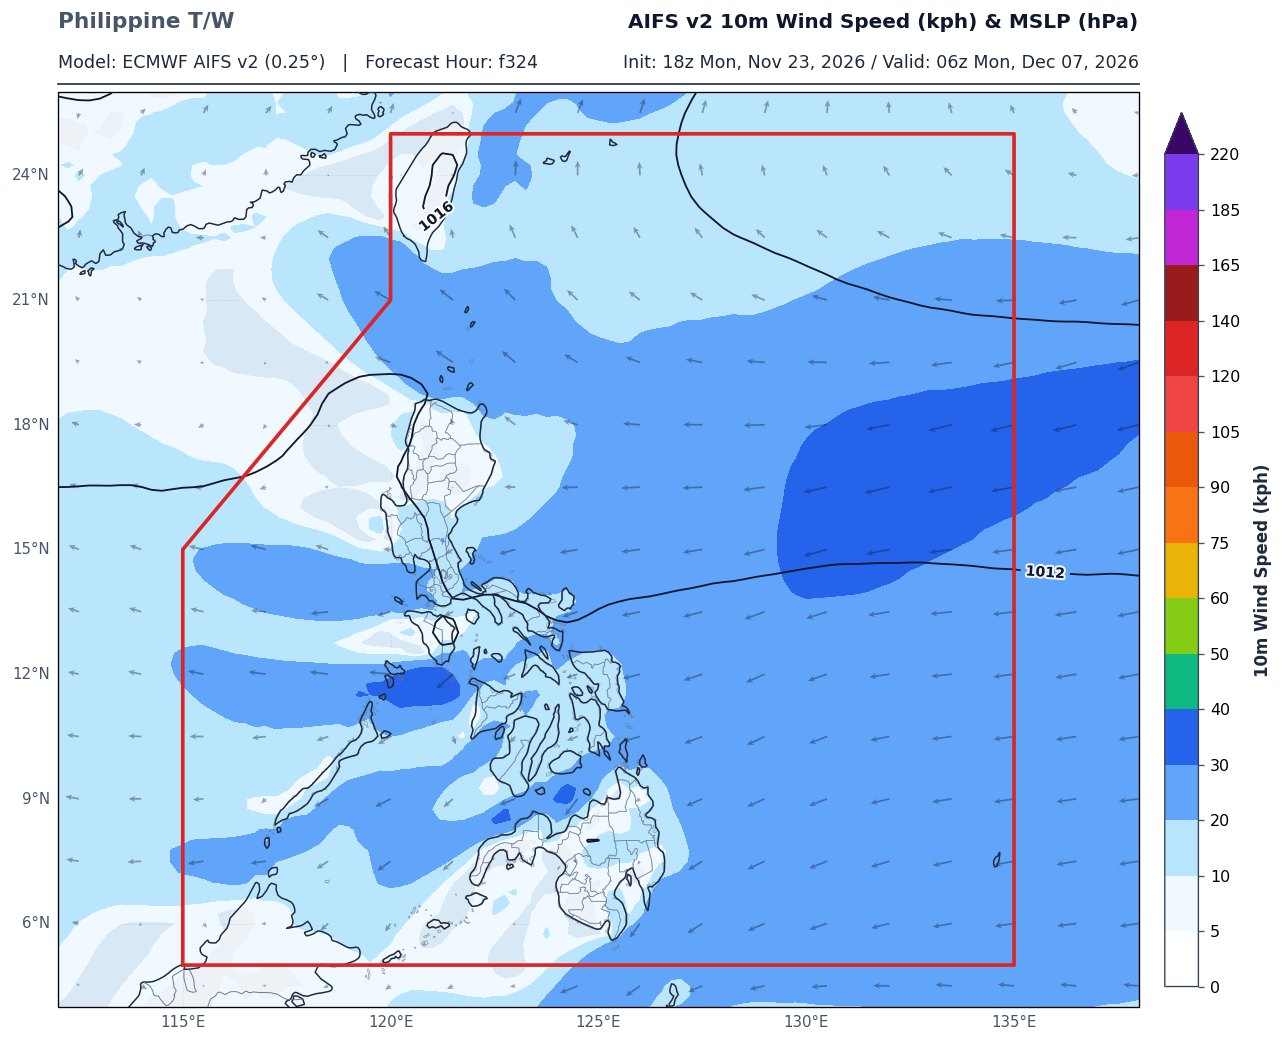 Philippine T/W
AIFS v2 10m Wind Speed (kph) & MSLP (hPa)
Model: ECMWF AIFS v2 (0.25°) | Forecast Hour: f324
Init: 18z Mon, Nov 23, 2026 / Valid: 06z Mon, Dec 07, 2026
24°N
21°N
18°N
15°N
12°N
9°N
6°N
1016
1012
115°E
120°E
125°E
130°E
135°E
220
185
165
140
120
105
90
75
60
50
40
30
20
10
5
0
10m Wind Speed (kph)